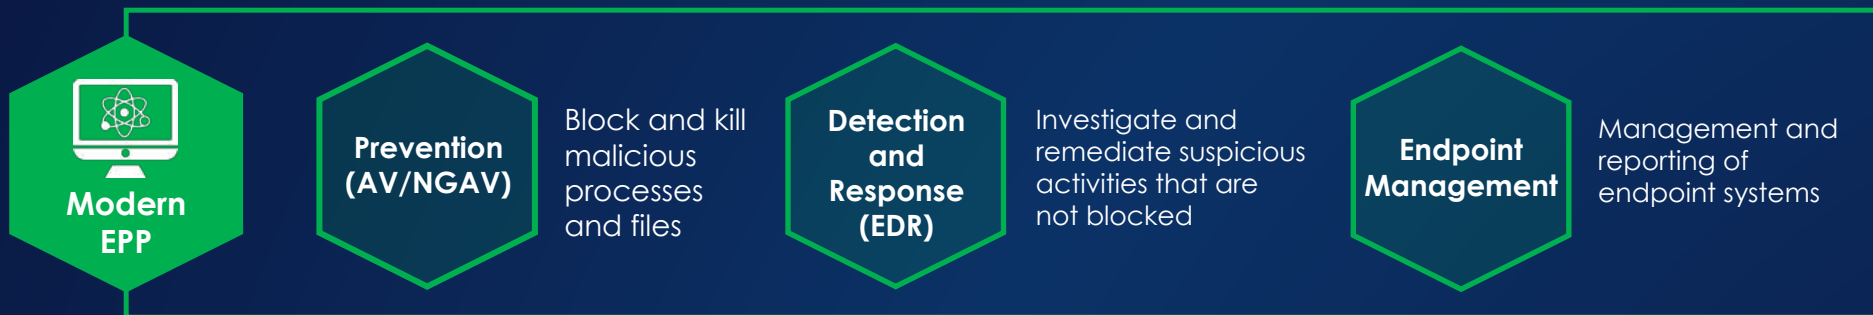 Modern
EPP
Prevention
(AV/NGAV)
Block and kill
malicious
processes
and files
Detection
and
Response
(EDR)
Investigate and
remediate suspicious
activities that are
not blocked
Endpoint
Management
Management and
reporting of
endpoint systems